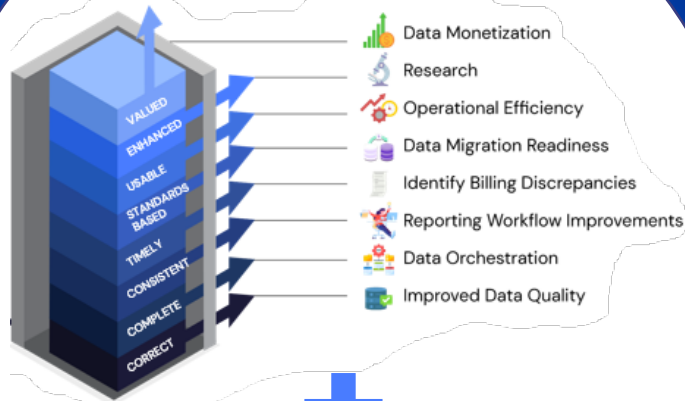 VALUED
ENHANCED
USABLE
STANDARDS
BASED
TIMELY
CONSISTENT
COMPLETE
CORRECT
Data Monetization
Research
Operational Efficiency
Data Migration Readiness
Identify Billing Discrepancies
Reporting Workflow Improvements
Data Orchestration
Improved Data Quality